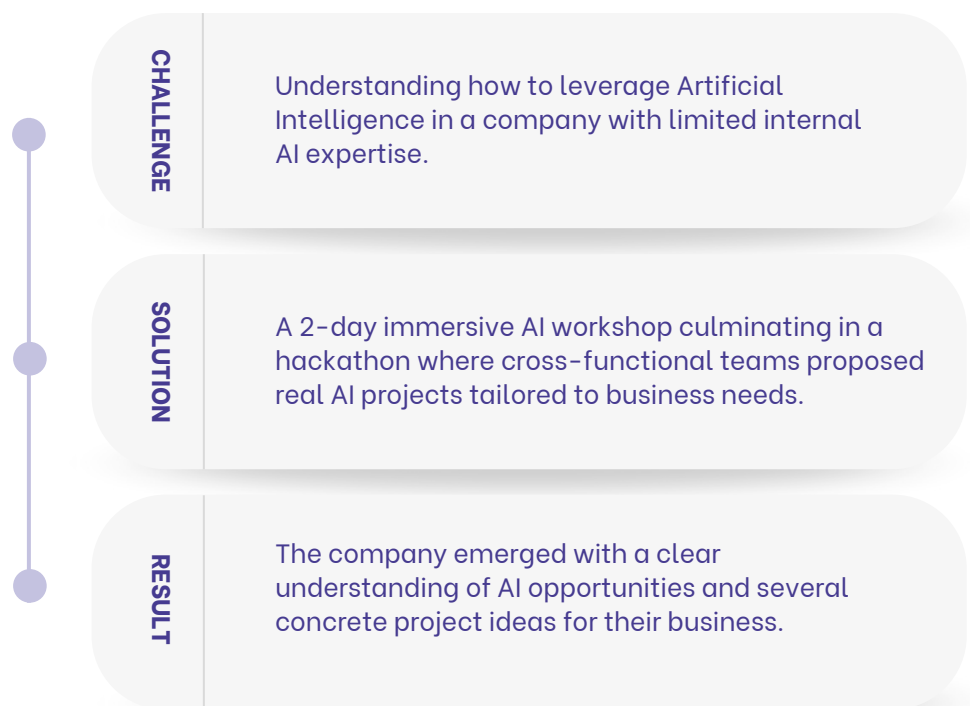 CHALLENGE
Understanding how to leverage Artificial
Intelligence in a company with limited internal
AI expertise.
SOLUTION
A 2-day immersive AI workshop culminating in a
hackathon where cross-functional teams proposed
real AI projects tailored to business needs.
RESULT
The company emerged with a clear
understanding of AI opportunities and several
concrete project ideas for their business.